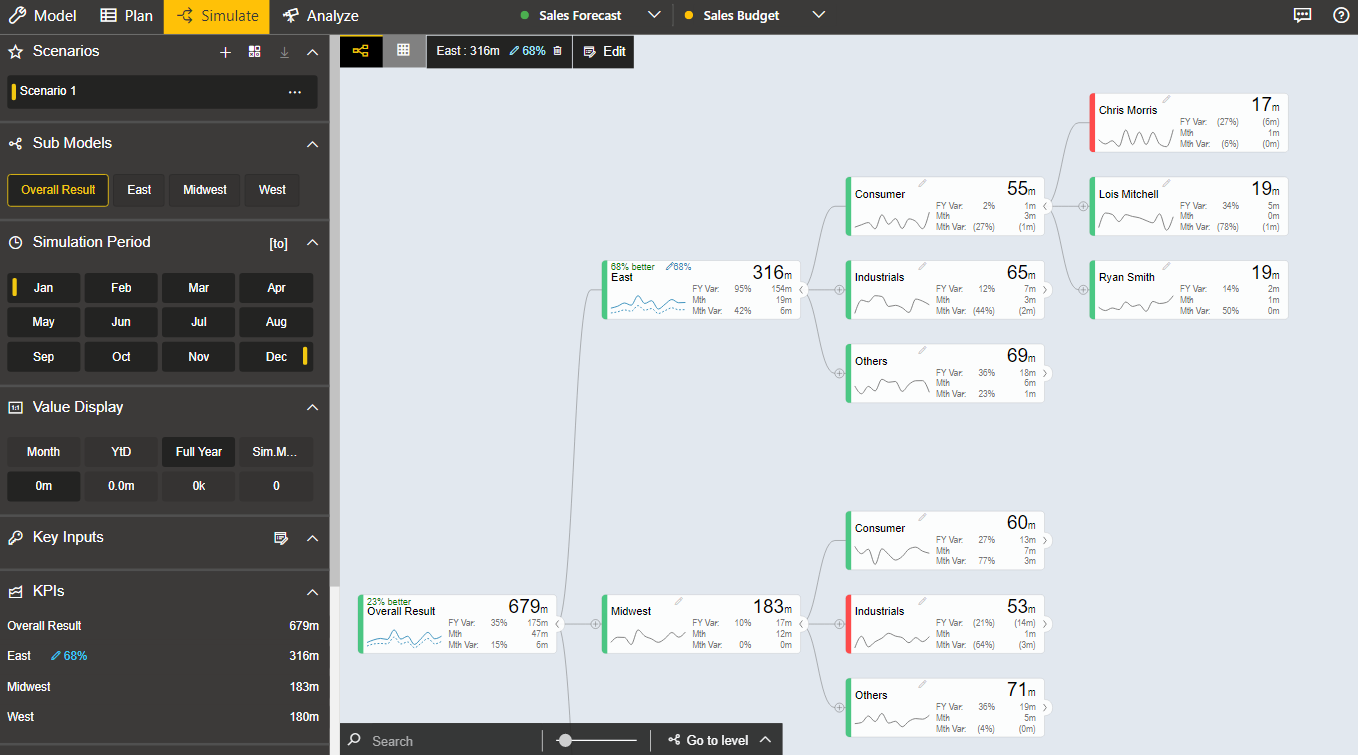 Model Plan Simulate Analyze Sales Forecast Sales Budget
Scenarios
Scenario 1
Sub Models
Overall Result East Midwest West
Simulation Period [to]
Jan Feb Mar Apr
May Jun Jul Aug
Sep Oct Nov Dec
Value Display
Month YtD Full Year Sim.M...
0m 0.0m 0k 0
Key Inputs
KPIs
Overall Result 679m
East 68% 316m
Midwest 183m
West 180m
East : 316m 68% Edit
23% better
Overall Result 679m
FY Var: 35% 175m
Mth 47m
Mth Var: 15% 6m
68% better 68%
East 316m
FY Var: 95% 154m
Mth 19m
Mth Var: 42% 6m
Midwest 183m
FY Var: 10% 17m
Mth 12m
Mth Var: 0% 0m
Consumer 55m
FY Var: 2% 1m
Mth 3m
Mth Var: (27%) (1m)
Industrials 65m
FY Var: 12% 7m
Mth 3m
Mth Var: (44%) (2m)
Others 69m
FY Var: 36% 18m
Mth 6m
Mth Var: 23% 1m
Consumer 60m
FY Var: 27% 13m
Mth 7m
Mth Var: 77% 3m
Industrials 53m
FY Var: (21%) (14m)
Mth 1m
Mth Var: (64%) (3m)
Others 71m
FY Var: 36% 19m
Mth 5m
Mth Var: (4%) (0m)
Chris Morris 17m
FY Var: (27%) (6m)
Mth 1m
Mth Var: (6%) (0m)
Lois Mitchell 19m
FY Var: 34% 5m
Mth 0m
Mth Var: (78%) (1m)
Ryan Smith 19m
FY Var: 14% 2m
Mth 1m
Mth Var: 50% 0m
Search Go to level